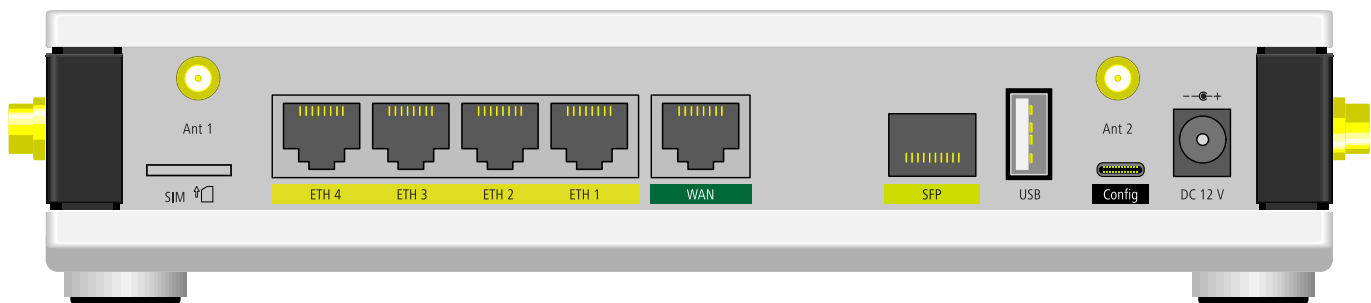 Ant 1
SIM
ETH 4
ETH 3
ETH 2
ETH 1
WAN
SFP
USB
Ant 2
Config
DC 12 V